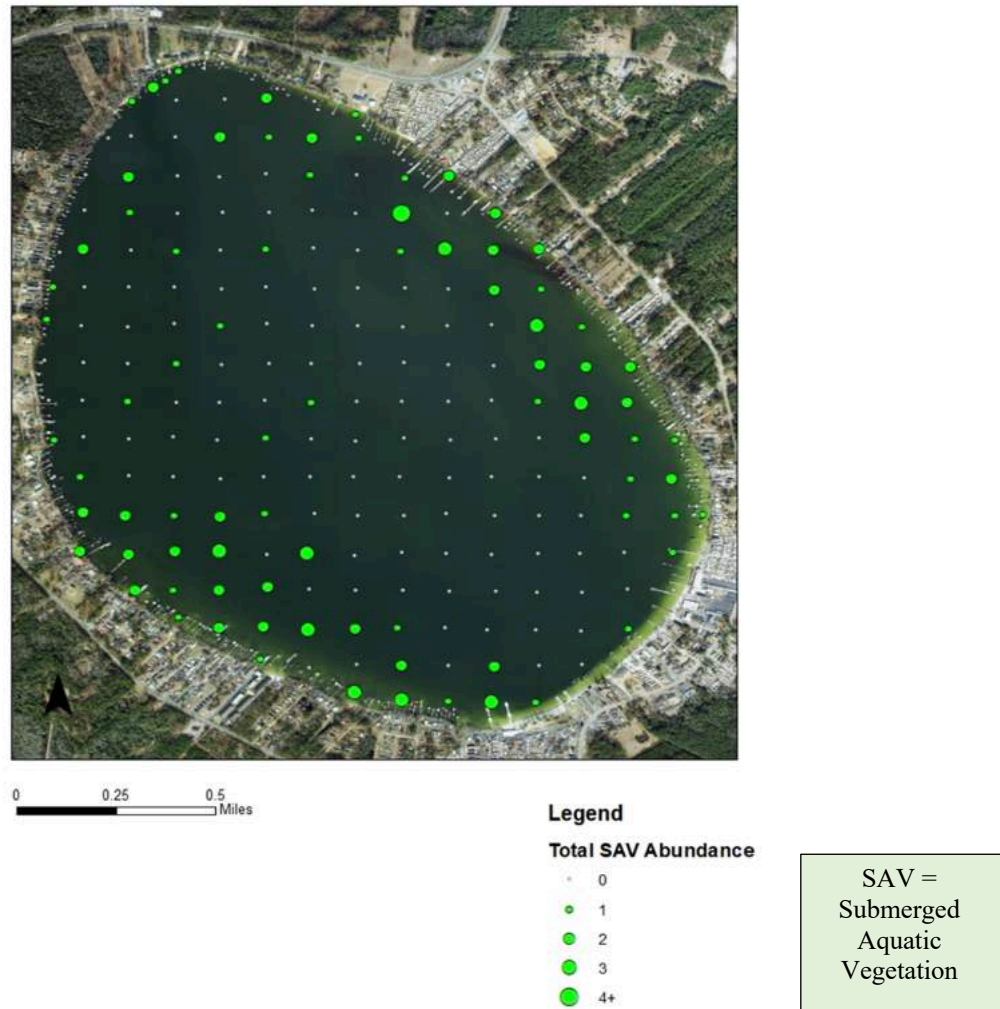 0 0.25 0.5
Miles
Legend
Total SAV Abundance
0
1
2
3
4+
SAV =
Submerged
Aquatic
Vegetation